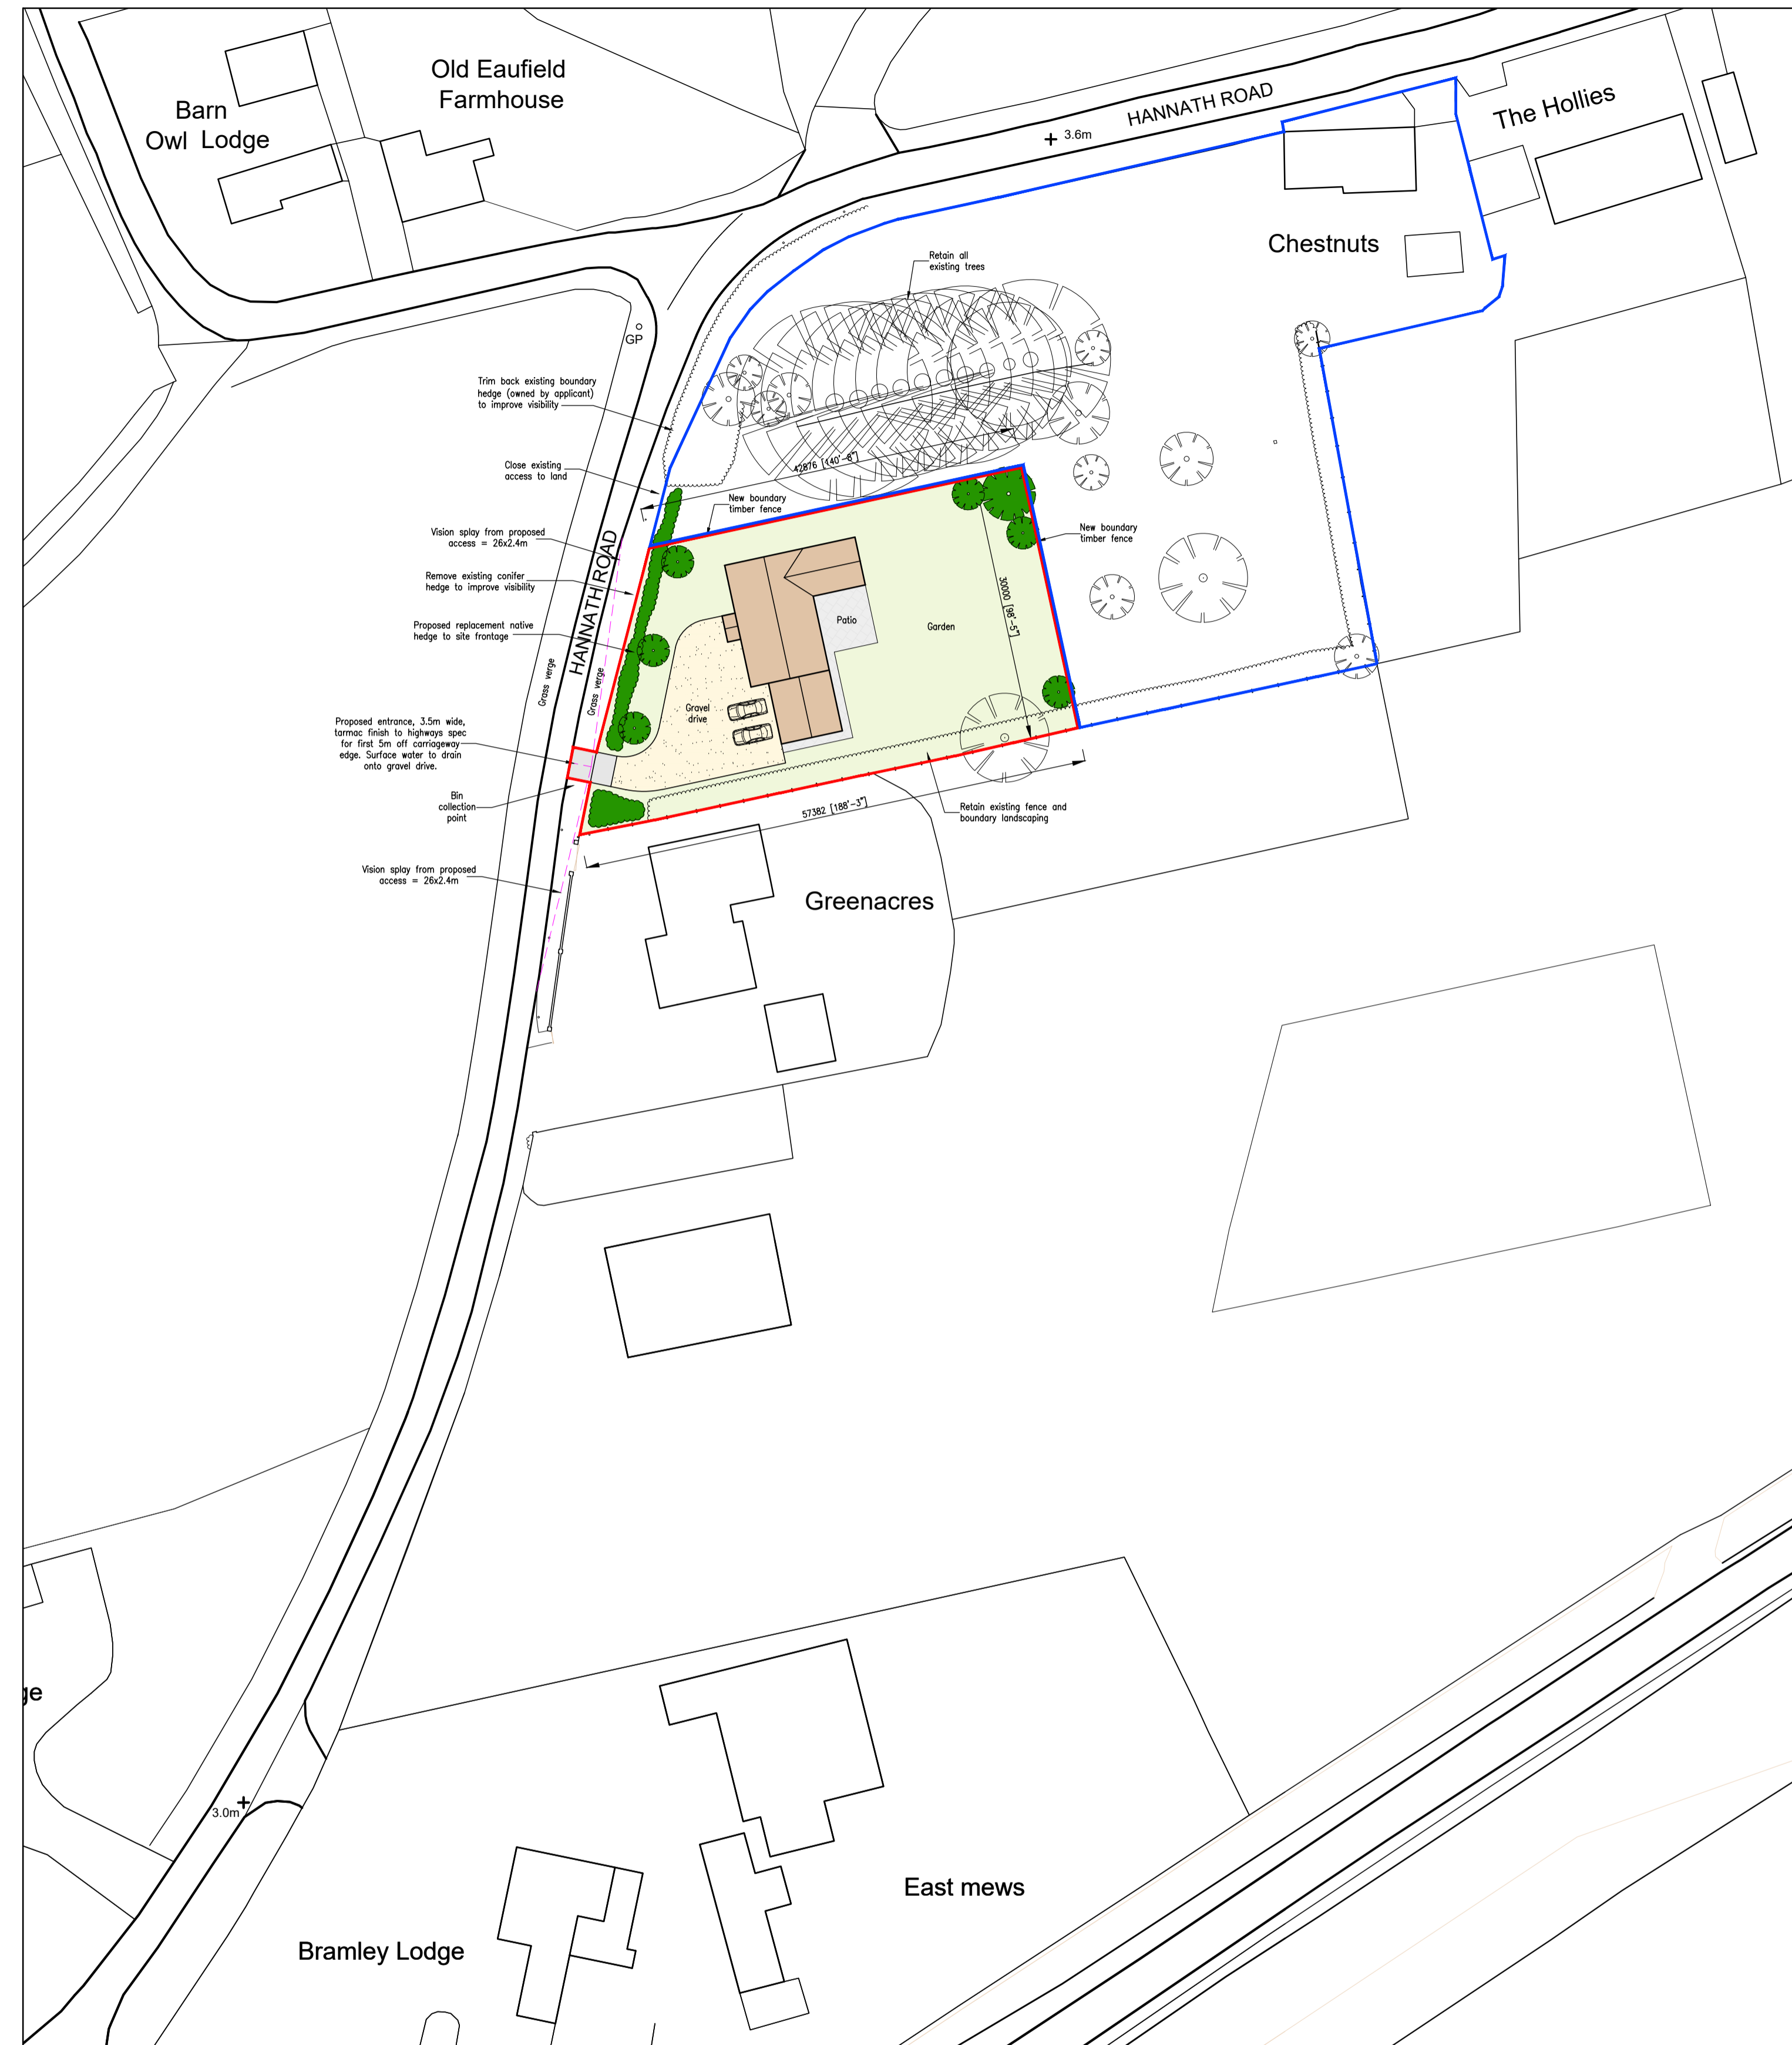 Old Eaufield
Farmhouse
Barn
Owl Lodge
HANNATH ROAD
3.6m
The Hollies
Chestnuts
Retain all
existing trees
GP
Trim back existing boundary
hedge (owned by applicant)
to improve visibility
Close existing
access to land
42876 [140'-8"]
New boundary
timber fence
Vision splay from proposed
access = 26x2.4m
New boundary
timber fence
Remove existing conifer
hedge to improve visibility
HANNATH ROAD
30000 [98'-5"]
Proposed replacement native
hedge to site frontage
Patio
Garden
Grass verge
Grass verge
Gravel
drive
Proposed entrance, 3.5m wide,
tarmac finish to highways spec
for first 5m off carriageway
edge. Surface water to drain
onto gravel drive.
Bin
collection
point
57382 [188'-3"]
Retain existing fence and
boundary landscaping
Vision splay from proposed
access = 26x2.4m
Greenacres
ge
3.0m
East mews
Bramley Lodge